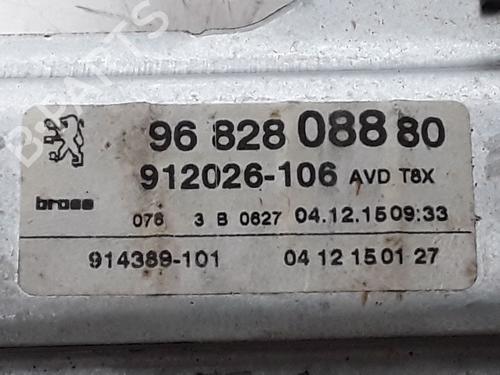 96 828 088 80
912026-106 AVD T8X
brose
076 3 B 0627 04.12.15 09:33
914389-101 04 12 15 01 27
B-PARTS